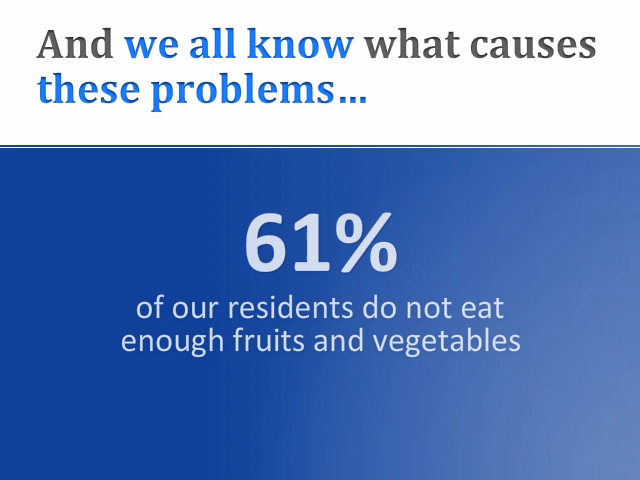 And we all know what causes
these problems…
61%
of our residents do not eat
enough fruits and vegetables